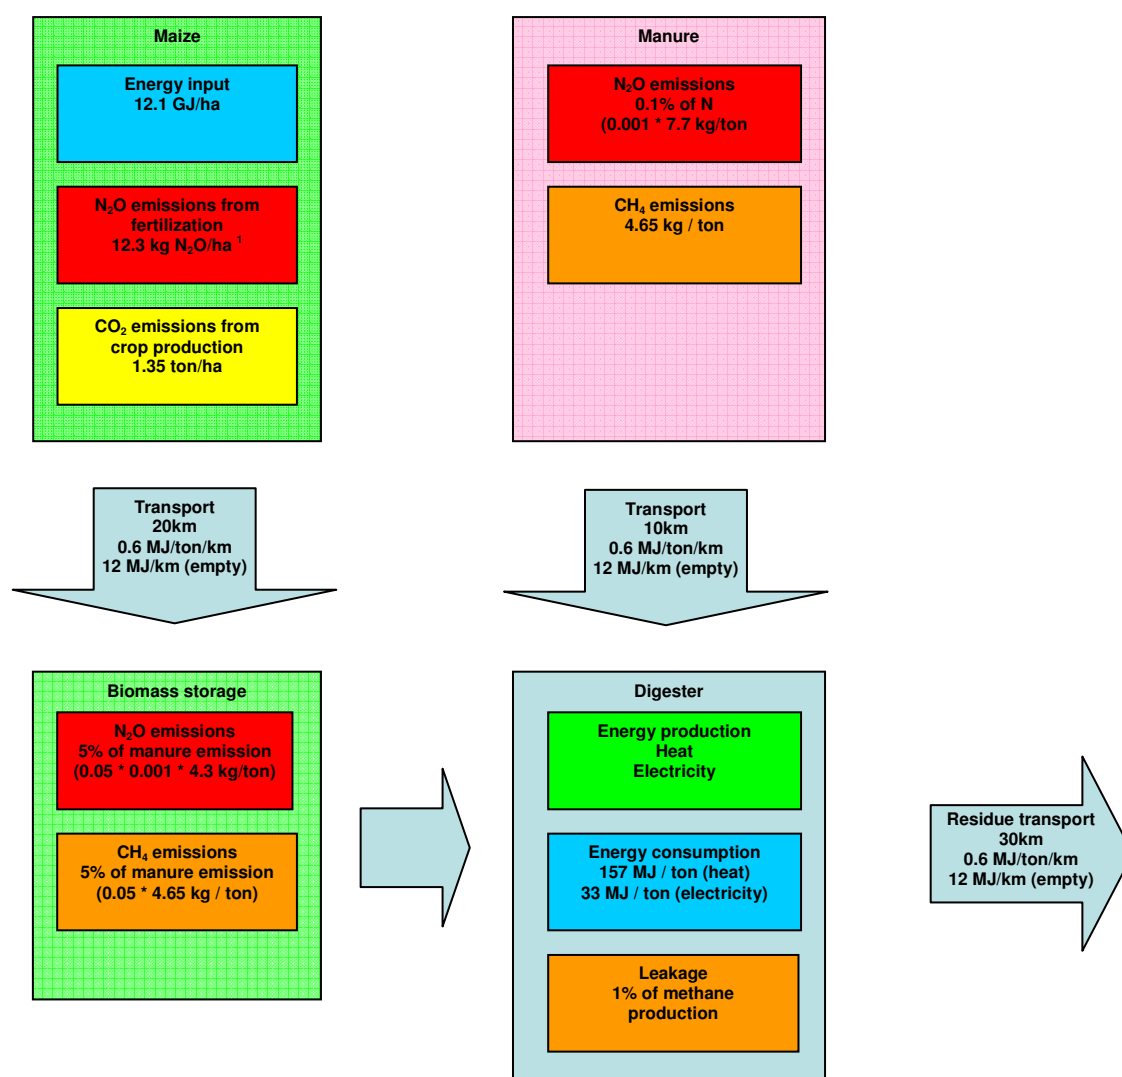 Maize
Energy input
12.1 GJ/ha
N₂O emissions from
fertilization
12.3 kg N₂O/ha ¹
CO₂ emissions from
crop production
1.35 ton/ha
Manure
N₂O emissions
0.1% of N
(0.001 * 7.7 kg/ton
CH₄ emissions
4.65 kg / ton
Transport
20km
0.6 MJ/ton/km
12 MJ/km (empty)
Transport
10km
0.6 MJ/ton/km
12 MJ/km (empty)
Biomass storage
N₂O emissions
5% of manure emission
(0.05 * 0.001 * 4.3 kg/ton)
CH₄ emissions
5% of manure emission
(0.05 * 4.65 kg / ton)
Digester
Energy production
Heat
Electricity
Energy consumption
157 MJ / ton (heat)
33 MJ / ton (electricity)
Leakage
1% of methane
production
Residue transport
30km
0.6 MJ/ton/km
12 MJ/km (empty)